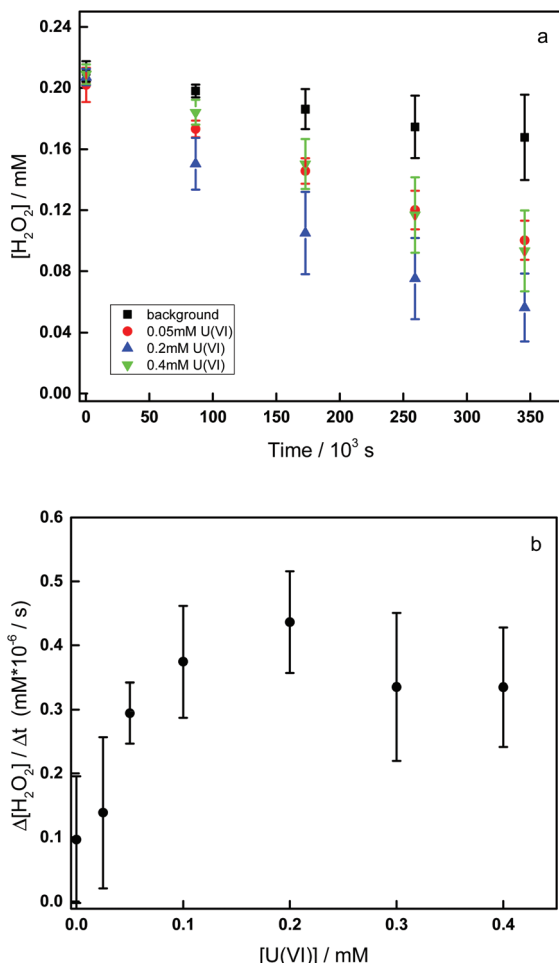 a
0.24
0.20
0.16
0.12
0.08
0.04
0.00
[H₂O₂] / mM
background
0.05mM U(VI)
0.2mM U(VI)
0.4mM U(VI)
0 50 100 150 200 250 300 350
Time / 10³ s
b
0.6
0.5
0.4
0.3
0.2
0.1
0.0
Δ[H₂O₂] / Δt (mM*10⁻⁶ / s)
0.0 0.1 0.2 0.3 0.4
[U(VI)] / mM